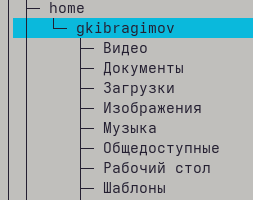 home
gkibragimov
Видео
Документы
Загрузки
Изображения
Музыка
Общедоступные
Рабочий стол
Шаблоны